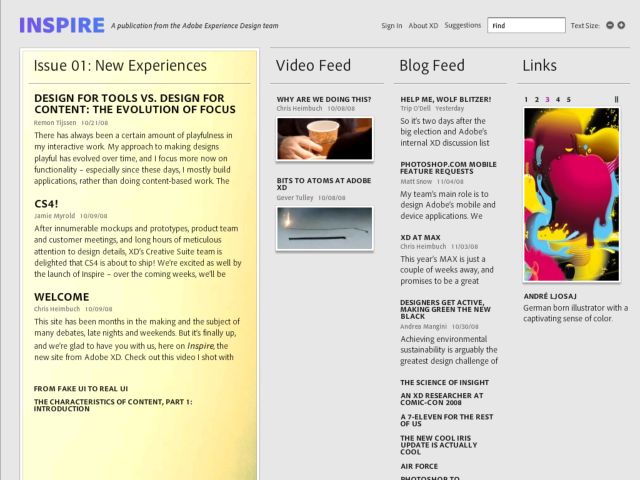 INSPIRE
A publication from the Adobe Experience Design team
Sign In
About XD
Suggestions
Find
Text Size:
Issue 01: New Experiences
DESIGN FOR TOOLS VS. DESIGN FOR
CONTENT: THE EVOLUTION OF FOCUS
Remon Tijssen 10/21/08
There has always been a certain amount of playfulness in
my interactive work. My approach to making designs
playful has evolved over time, and I focus more now on
functionality – especially since these days, I mostly build
applications, rather than doing content-based work. The
CS4!
Jamie Myrold 10/09/08
After innumerable mockups and prototypes, product team
and customer meetings, and long hours of meticulous
attention to design details, XD's Creative Suite team is
delighted that CS4 is about to ship! We're excited as well by
the launch of Inspire – over the coming weeks, we'll be
WELCOME
Chris Heimbuch 10/09/08
This site has been months in the making and the subject of
many debates, late nights and weekends. But it's finally up,
and we're glad to have you with us, here on Inspire, the
new site from Adobe XD. Check out this video I shot with
FROM FAKE UI TO REAL UI
THE CHARACTERISTICS OF CONTENT, PART 1:
INTRODUCTION
Video Feed
WHY ARE WE DOING THIS?
Chris Heimbuch 10/08/08
BITS TO ATOMS AT ADOBE
XD
Gever Tulley 10/08/08
Blog Feed
HELP ME, WOLF BLITZER!
Phil O'Dell Yesterday
So it's two days after the
big election and Adobe's
internal XD discussion list
PHOTOSHOP.COM MOBILE
FEATURE REQUESTS
Matt Snow 11/04/08
My team's main role is to
design Adobe's mobile and
device applications. We
XD AT MAX
Chris Heimbuch 11/03/08
This year's MAX is just a
couple of weeks away, and
promises to be a great
DESIGNERS GET ACTIVE,
MAKING GREEN THE NEW
BLACK
Andrea Mangini 10/30/08
Achieving environmental
sustainability is arguably the
greatest design challenge of
THE SCIENCE OF INSIGHT
AN XD RESEARCHER AT
COMIC-CON 2008
A 7-ELEVEN FOR THE REST
OF US
THE NEW COOL IRIS
UPDATE IS ACTUALLY
COOL
AIR FORCE
PHOTOSHOP TO
Links
1 2 3 4 5
ANDRÉ LJOSAJ
German born illustrator with a
captivating sense of color.